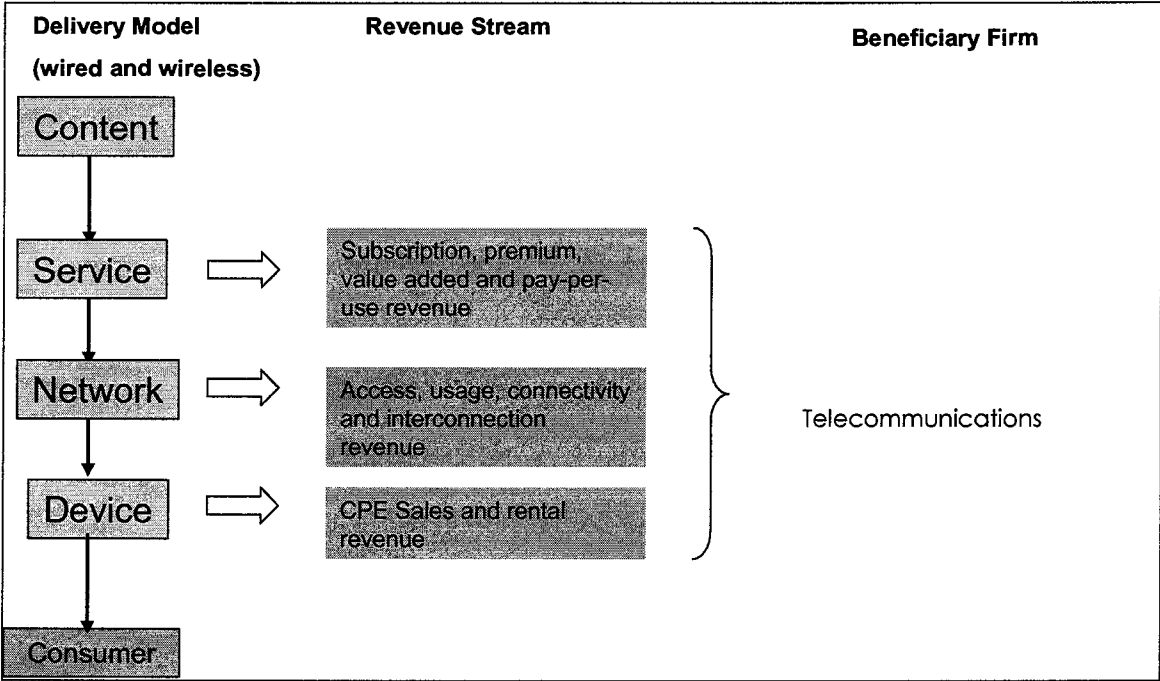 Delivery Model
(wired and wireless)
Revenue Stream
Beneficiary Firm
Content
Service
Subscription, premium,
value added and pay-per-
use revenue
Network
Access, usage, connectivity
and interconnection
revenue
Telecommunications
Device
CPE Sales and rental
revenue
Consumer